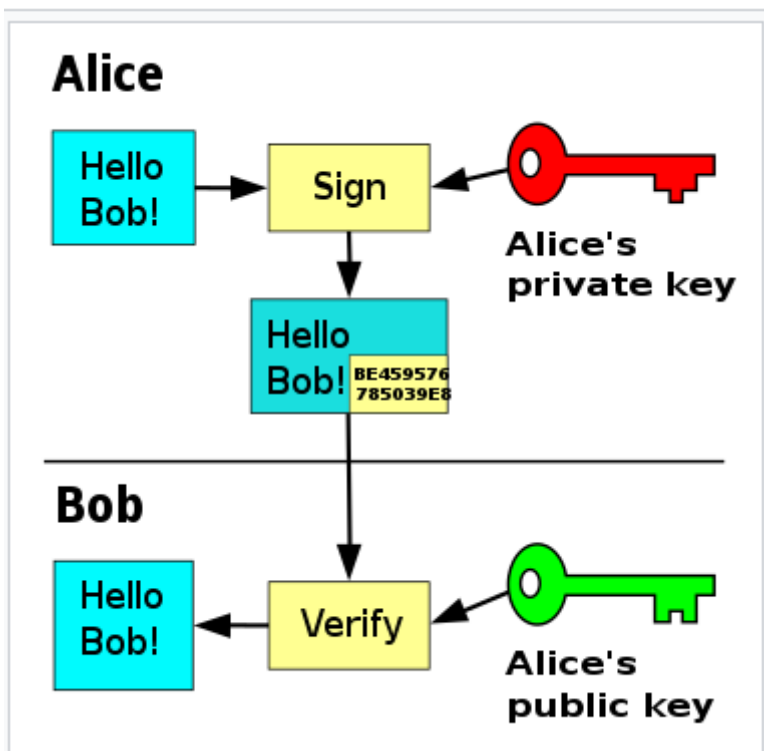 Alice
Hello
Bob!
Sign
Alice's
private key
Hello
Bob!
BE459576
785039E8
Bob
Hello
Bob!
Verify
Alice's
public key